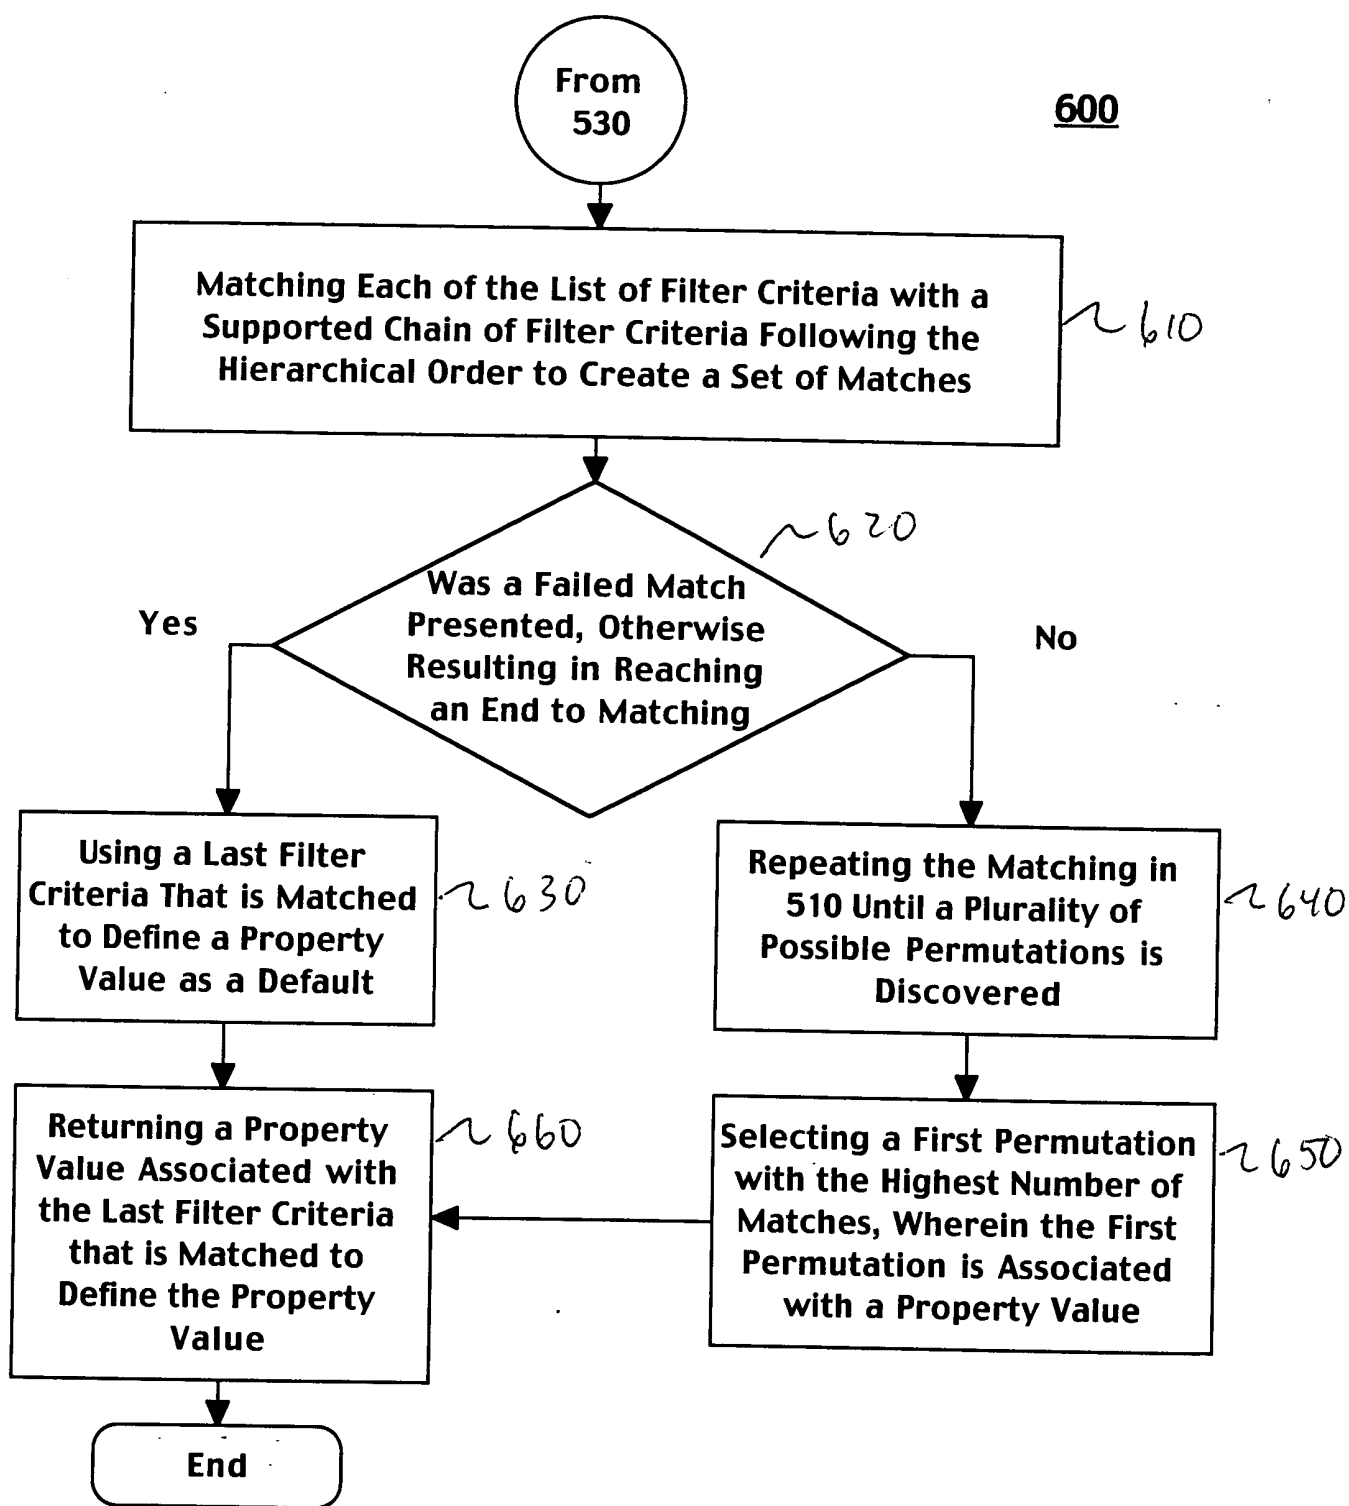 From
530
600
Matching Each of the List of Filter Criteria with a
Supported Chain of Filter Criteria Following the
Hierarchical Order to Create a Set of Matches
610
620
Was a Failed Match
Presented, Otherwise
Resulting in Reaching
an End to Matching
Yes
No
Using a Last Filter
Criteria That is Matched
to Define a Property
Value as a Default
630
Repeating the Matching in
510 Until a Plurality of
Possible Permutations is
Discovered
640
Returning a Property
Value Associated with
the Last Filter Criteria
that is Matched to
Define the Property
Value
660
Selecting a First Permutation
with the Highest Number of
Matches, Wherein the First
Permutation is Associated
with a Property Value
650
End